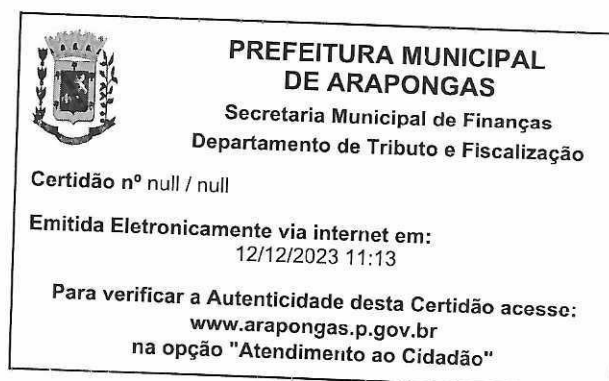 PREFEITURA MUNICIPAL
DE ARAPONGAS
Secretaria Municipal de Finanças
Departamento de Tributo e Fiscalização
Certidão nº null / null
Emitida Eletronicamente via internet em:
12/12/2023 11:13
Para verificar a Autenticidade desta Certidão acesse:
www.arapongas.p.gov.br
na opção "Atendimento ao Cidadão"